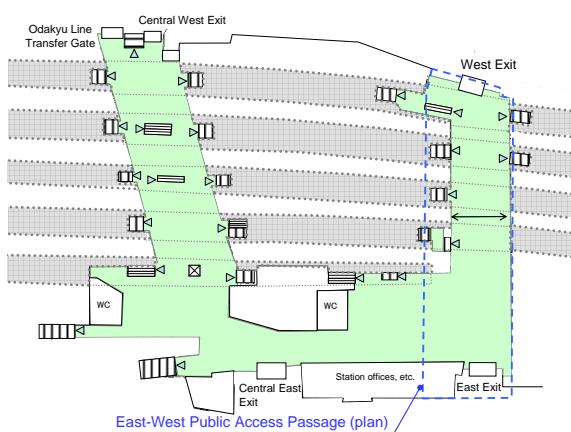 Odakyu Line
Transfer Gate
Central West Exit
West Exit
WC
WC
Central East
Exit
Station offices, etc.
East Exit
East-West Public Access Passage (plan)